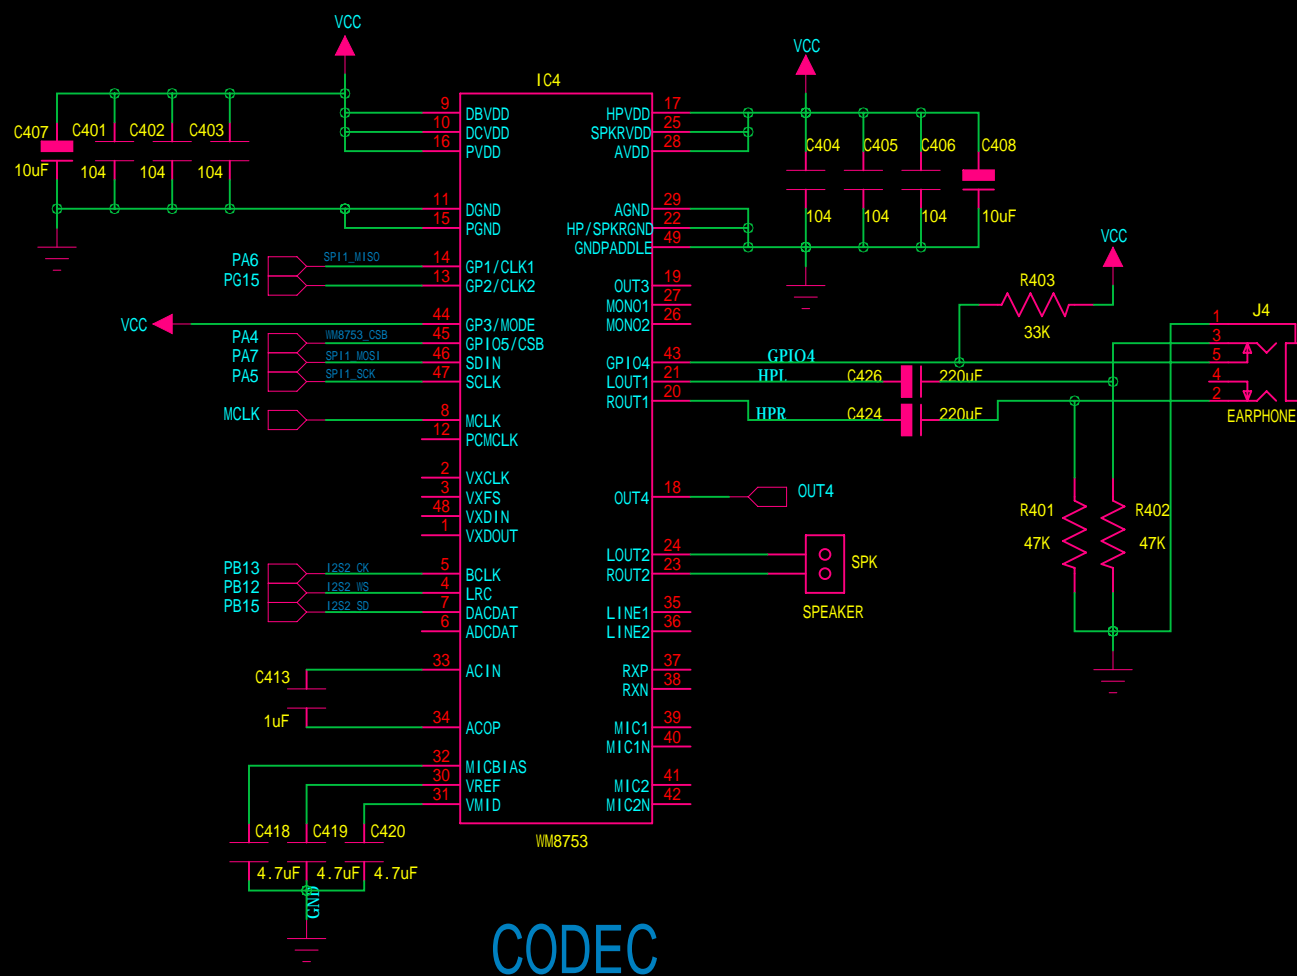 VCC
VCC
IC4
C407 C401 C402 C403
10uF 104 104 104
9 DBVDD
10 DCVDD
16 PVDD
11 DGND
15 PGND
PA6 SPI1_MISO 14 GP1/CLK1
PG15 13 GP2/CLK2
VCC 44 GP3/MODE
PA4 WM8753_CSB 45 GPIO5/CSB
PA7 SPI1_MOSI 46 SDIN
PA5 SPI1_SCK 47 SCLK
MCLK 8 MCLK
12 PCMCLK
2 VXCLK
3 VXFS
48 VXDIN
1 VXDOUT
PB13 I2S2_CK 5 BCLK
PB12 I2S2_WS 4 LRC
PB15 I2S2_SD 7 DACDAT
6 ADCDAT
33 ACIN
C413
1uF
34 ACOP
32 MICBIAS
30 VREF
31 VMID
C418 C419 C420
4.7uF 4.7uF 4.7uF
GND
HPVDD 17
SPKRVDD 25
AVDD 28
C404 C405 C406 C408
104 104 104 10uF
AGND 29
HP/SPKRGND 22
GNDPADDLE 49
OUT3 19
MONO1 27
MONO2 26
GPIO4 43 GPIO4
LOUT1 21 HPL C426 220uF
ROUT1 20 HPR C424 220uF
VCC
R403
33K
J4
1
3
5
4
2
EARPHONE
R401 R402
47K 47K
OUT4 18 OUT4
LOUT2 24
ROUT2 23
SPK
SPEAKER
LINE1 35
LINE2 36
RXP 37
RXN 38
MIC1 39
MIC1N 40
MIC2 41
MIC2N 42
WM8753
CODEC